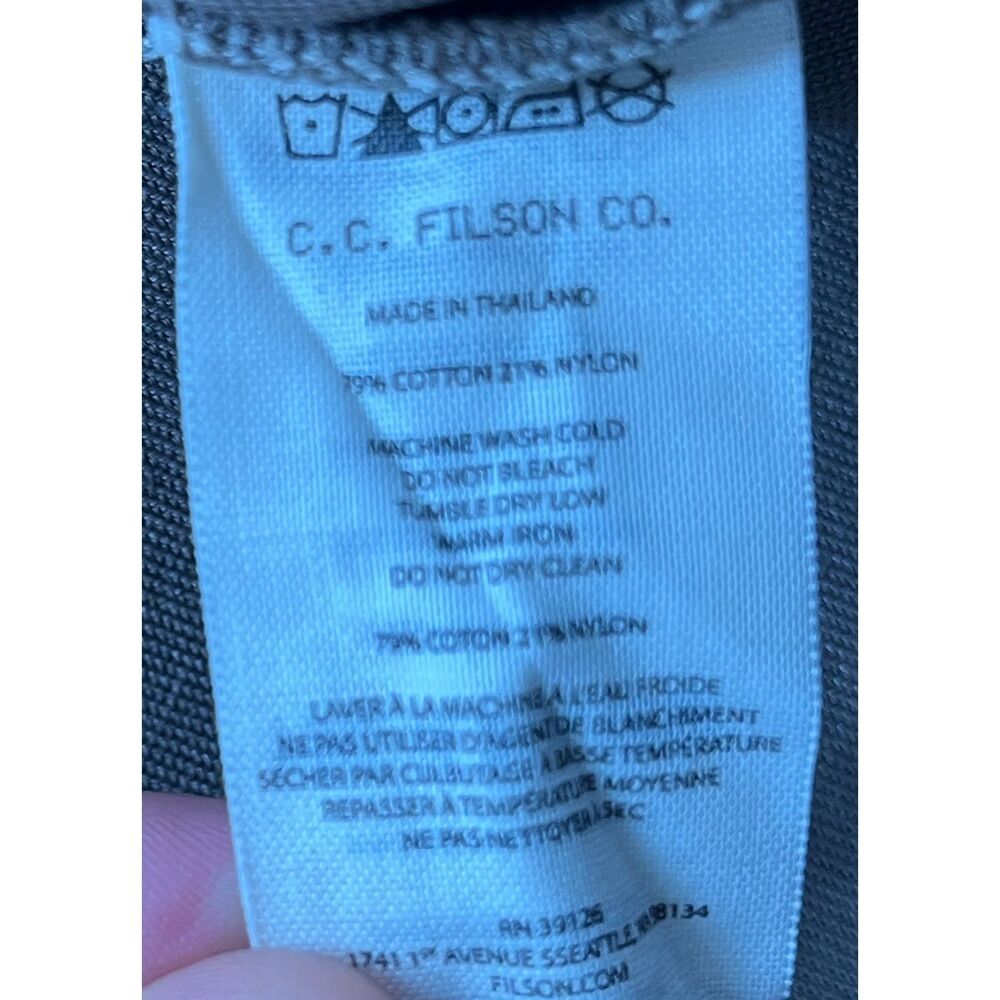 C.C. FILSON CO.
MADE IN THAILAND
79% COTTON 21% NYLON
MACHINE WASH COLD
DO NOT BLEACH
TUMBLE DRY LOW
WARM IRON
DO NOT DRY CLEAN
79% COTON 21% NYLON
LAVER À LA MACHINE À L'EAU FROIDE
NE PAS UTILISER D'AGENT DE BLANCHIMENT
SÉCHER PAR CULBUTAGE À BASSE TEMPÉRATURE
REPASSER À TEMPÉRATURE MOYENNE
NE PAS NETTOYER À SEC
RN 39126
1741 1ST AVENUE SSEATTLE, 98134
FILSON.COM